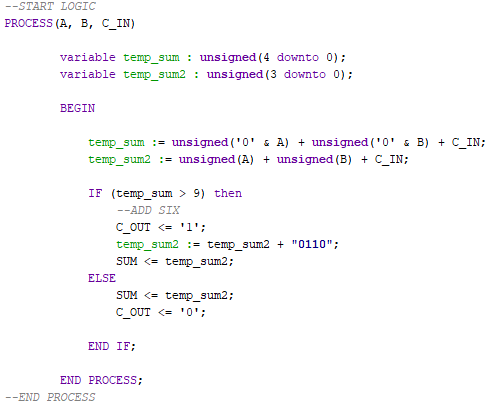 --START LOGIC
PROCESS(A, B, C_IN)
variable temp_sum : unsigned(4 downto 0);
variable temp_sum2 : unsigned(3 downto 0);
BEGIN
temp_sum := unsigned('0' & A) + unsigned('0' & B) + C_IN;
temp_sum2 := unsigned(A) + unsigned(B) + C_IN;
IF (temp_sum > 9) then
--ADD SIX
C_OUT <= '1';
temp_sum2 := temp_sum2 + "0110";
SUM <= temp_sum2;
ELSE
SUM <= temp_sum2;
C_OUT <= '0';
END IF;
END PROCESS;
--END PROCESS